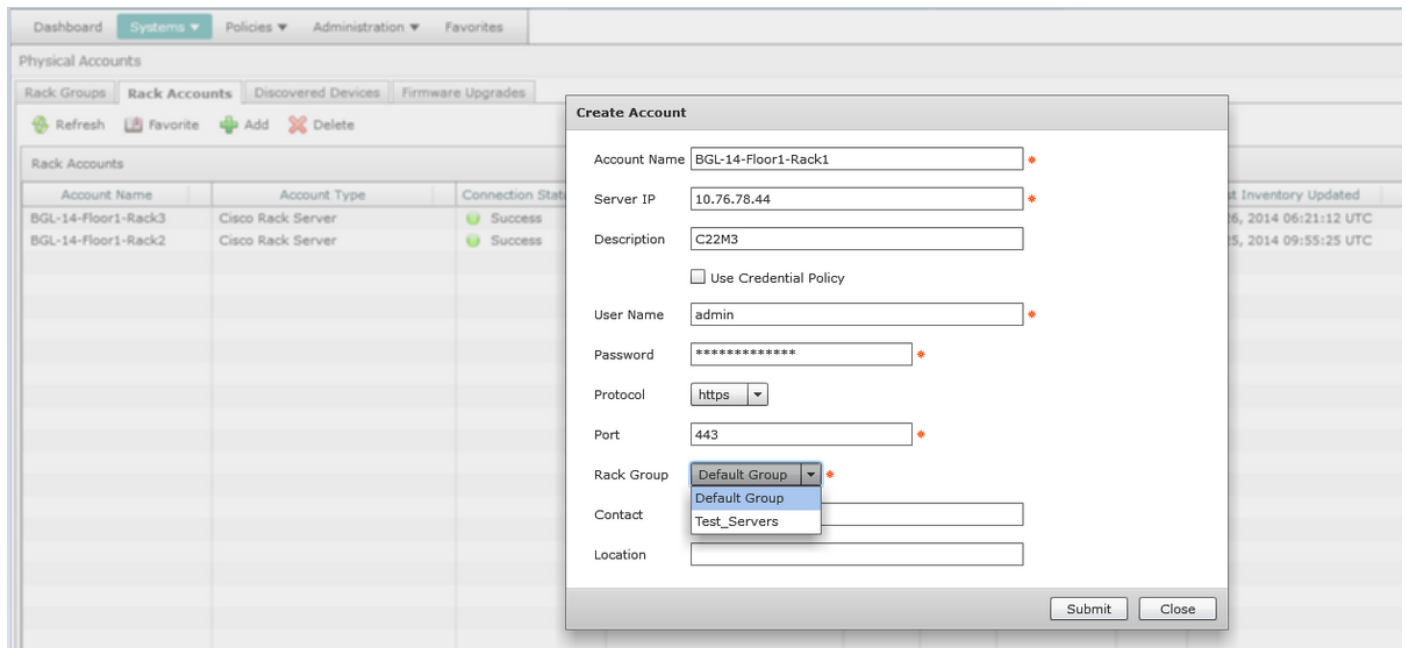 Dashboard Systems Policies Administration Favorites
Physical Accounts
Rack Groups Rack Accounts Discovered Devices Firmware Upgrades
Refresh Favorite Add Delete
Rack Accounts
Account Name Account Type Connection Stat t Inventory Updated
BGL-14-Floor1-Rack3 Cisco Rack Server Success 6, 2014 06:21:12 UTC
BGL-14-Floor1-Rack2 Cisco Rack Server Success 5, 2014 09:55:25 UTC
Create Account
Account Name BGL-14-Floor1-Rack1 *
Server IP 10.76.78.44 *
Description C22M3
Use Credential Policy
User Name admin *
Password ************* *
Protocol https
Port 443 *
Rack Group Default Group *
Default Group
Test_Servers
Contact
Location
Submit Close